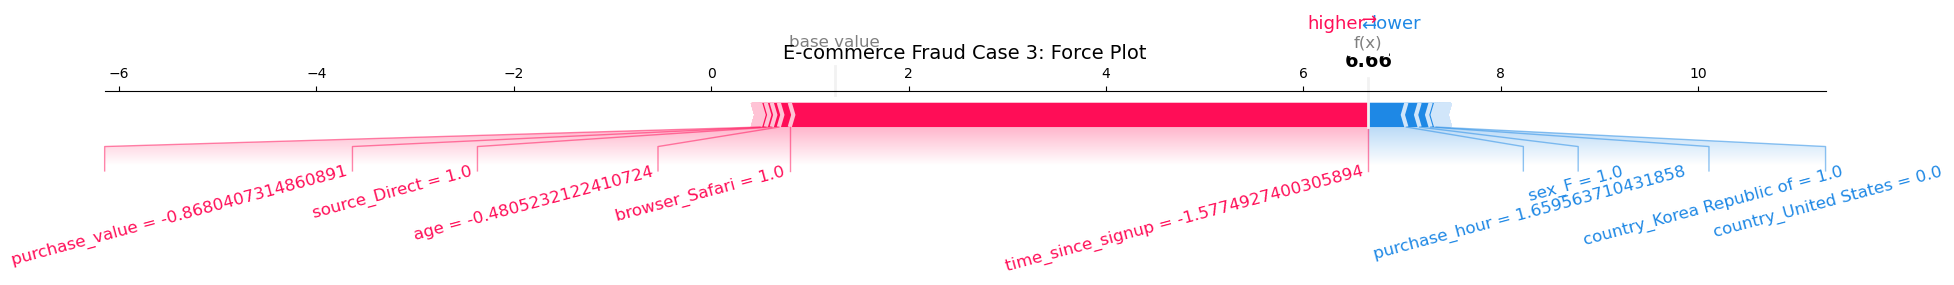 higher ⇄ lower
base value
f(x)
E-commerce Fraud Case 3: Force Plot
6.66
−6 −4 −2 0 2 4 6 8 10
purchase_value = -0.8680407314860891
source_Direct = 1.0
age = -0.4805232122410724
browser_Safari = 1.0
time_since_signup = -1.5774927400305894
sex_F = 1.0
purchase_hour = 1.659563710431858
country_Korea Republic of = 1.0
country_United States = 0.0